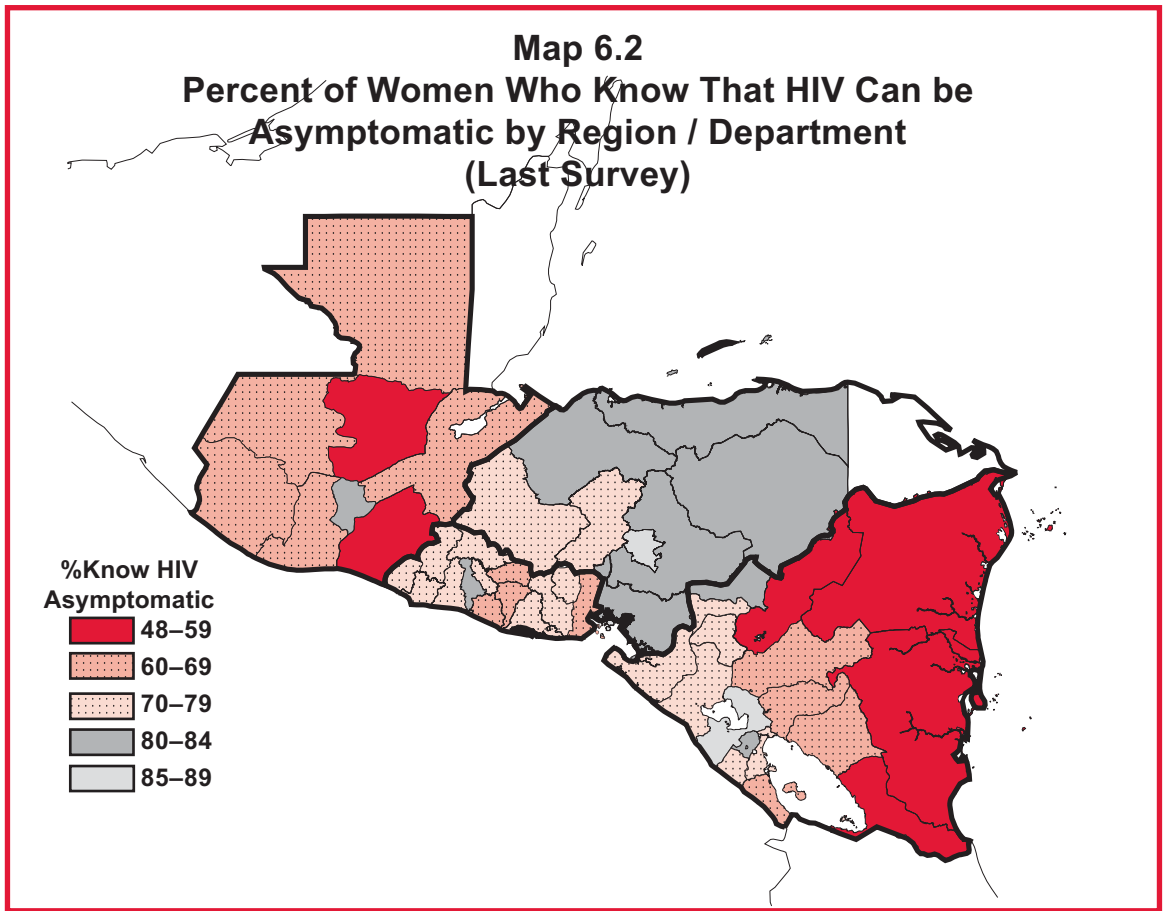 Map 6.2
Percent of Women Who Know That HIV Can be
Asymptomatic by Region / Department
(Last Survey)
%Know HIV
Asymptomatic
48–59
60–69
70–79
80–84
85–89